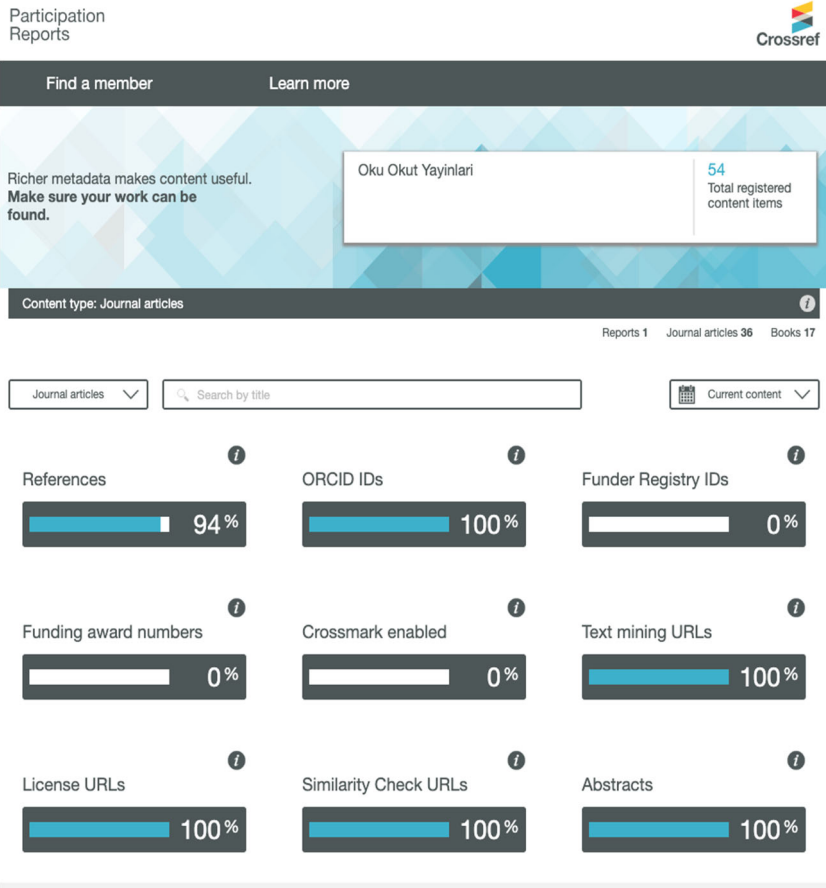 Participation
Reports
Crossref
Find a member
Learn more
Richer metadata makes content useful.
Make sure your work can be
found.
Oku Okut Yayinlari
54
Total registered
content items
Content type: Journal articles
i
Reports 1 Journal articles 36 Books 17
Journal articles
Search by title
Current content
i
References
94%
i
ORCID IDs
100%
i
Funder Registry IDs
0%
i
Funding award numbers
0%
i
Crossmark enabled
0%
i
Text mining URLs
100%
i
License URLs
100%
i
Similarity Check URLs
100%
i
Abstracts
100%